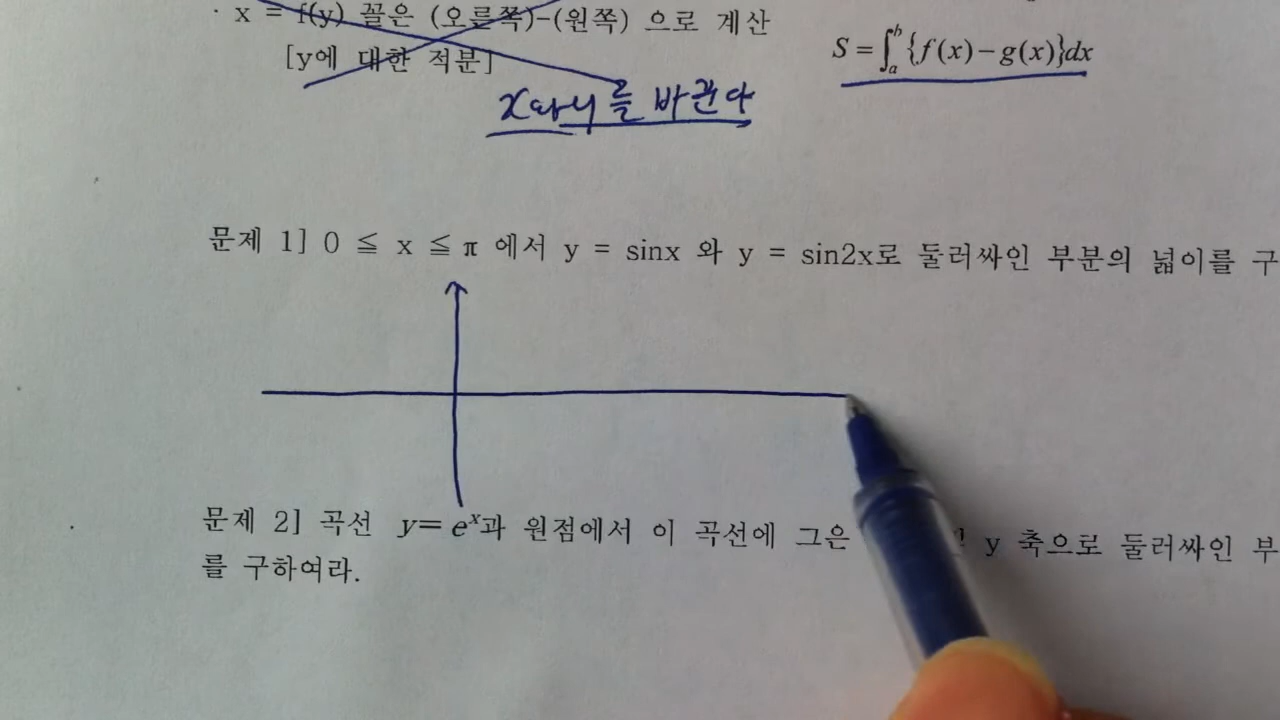 · x = f(y) 꼴은 (오른쪽)-(왼쪽) 으로 계산
[y에 대한 적분]
S = ∫ₐᵇ {f(x) − g(x)}dx
x와 y를 바꾼다
문제 1] 0 ≦ x ≦ π 에서 y = sinx 와 y = sin2x로 둘러싸인 부분의 넓이를 구
문제 2] 곡선 y = eˣ과 원점에서 이 곡선에 그은 y 축으로 둘러싸인 부
를 구하여라.